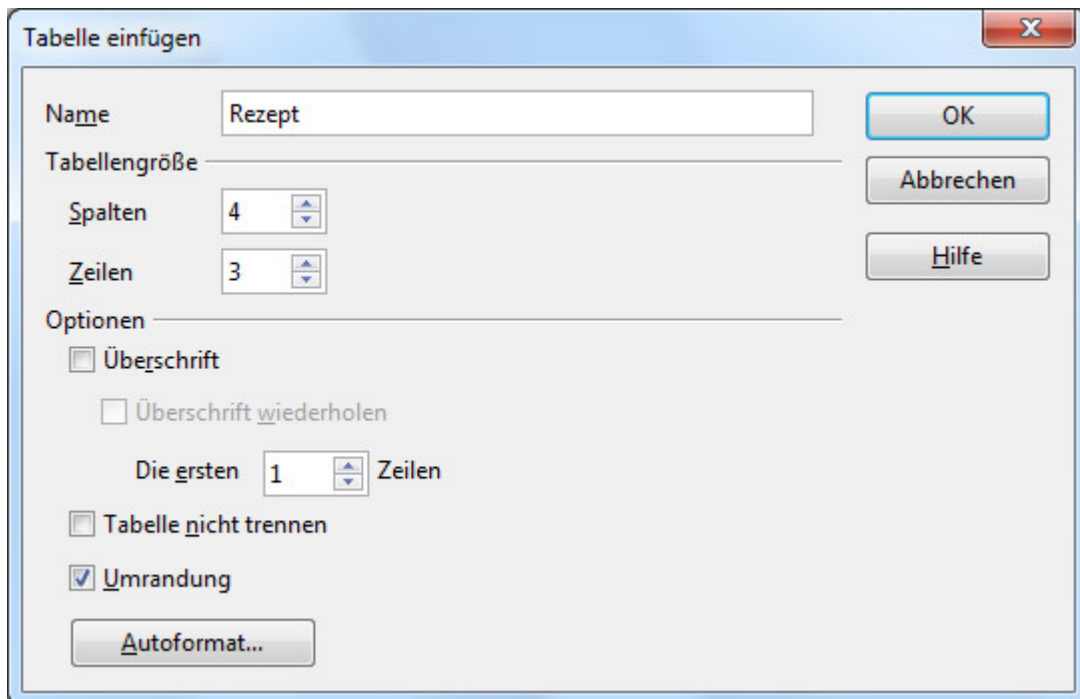 Tabelle einfügen
Name Rezept OK
Tabellengröße
Abbrechen
Spalten 4
Hilfe
Zeilen 3
Optionen
Überschrift
Überschrift wiederholen
Die ersten 1 Zeilen
Tabelle nicht trennen
Umrandung
Autoformat...